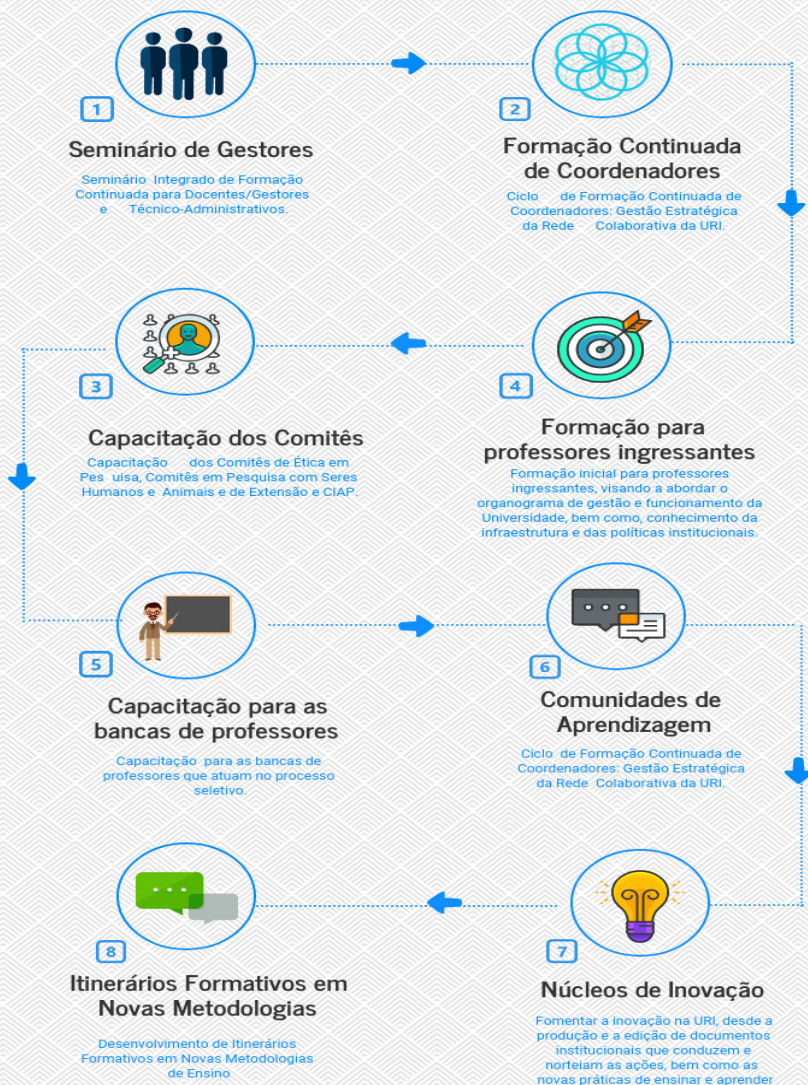 1
Seminário de Gestores
Seminário Integrado de Formação
Continuada para Docentes/Gestores
e Técnico-Administrativos.
2
Formação Continuada
de Coordenadores
Ciclo de Formação Continuada de
Coordenadores: Gestão Estratégica
da Rede Colaborativa da URI.
3
Capacitação dos Comitês
Capacitação dos Comitês de Ética em
Pes uisa, Comitês em Pesquisa com Seres
Humanos e Animais e de Extensão e CIAP.
4
Formação para
professores ingressantes
Formação inicial para professores
ingressantes, visando a abordar o
organograma de gestão e funcionamento da
Universidade, bem como, conhecimento da
infraestrutura e das políticas institucionais.
5
Capacitação para as
bancas de professores
Capacitação para as bancas de
professores que atuam no processo
seletivo.
6
Comunidades de
Aprendizagem
Ciclo de Formação Continuada de
Coordenadores: Gestão Estratégica
da Rede Colaborativa da URI.
8
Itinerários Formativos em
Novas Metodologias
Desenvolvimento de Itinerários
Formativos em Novas Metodologias
de Ensino
7
Núcleos de Inovação
Fomentar a inovação na URI, desde a
produção e a edição de documentos
institucionais que conduzem e
norteiam as ações, bem como as
novas práticas de ensinar e aprender